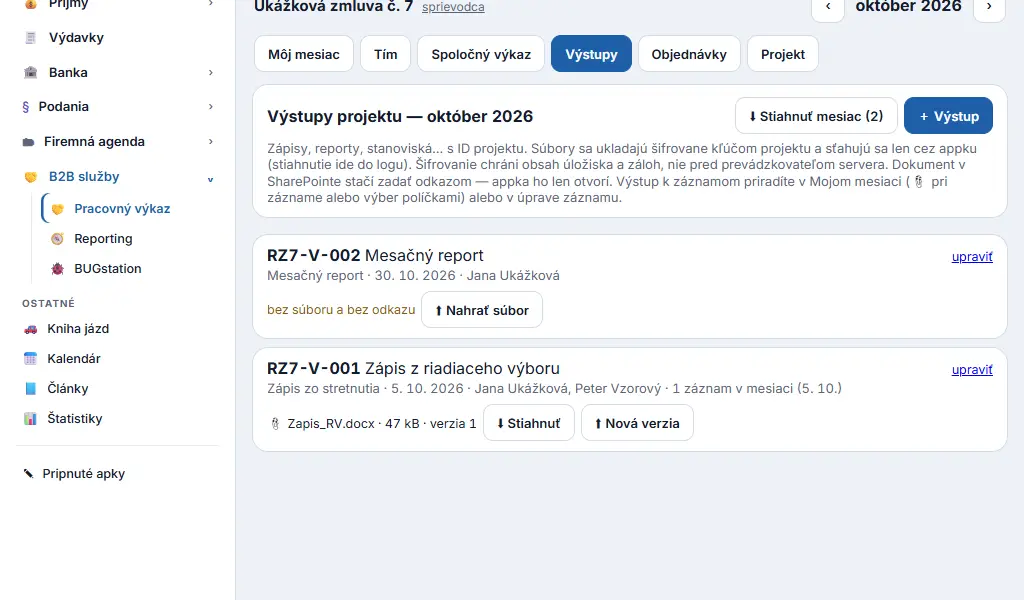 Príjmy
Výdavky
Banka
§ Podania
Firemná agenda
B2B služby
Pracovný výkaz
Reporting
BUGstation
OSTATNÉ
Kniha jázd
Kalendár
Články
Štatistiky
Pripnuté apky
Ukážková zmluva č. 7 sprievodca
‹ október 2026 ›
Môj mesiac Tím Spoločný výkaz Výstupy Objednávky Projekt
Výstupy projektu — október 2026
⬇ Stiahnuť mesiac (2) + Výstup
Zápisy, reporty, stanoviská... s ID projektu. Súbory sa ukladajú šifrovane kľúčom projektu a sťahujú sa len cez appku
(stiahnutie ide do logu). Šifrovanie chráni obsah úložiska a záloh, nie pred prevádzkovateľom servera. Dokument v
SharePointe stačí zadať odkazom — appka ho len otvorí. Výstup k záznamom priradíte v Mojom mesiaci ( 📎 pri
zázname alebo výber políčkami) alebo v úprave záznamu.
RZ7-V-002 Mesačný report upraviť
Mesačný report · 30. 10. 2026 · Jana Ukážková
bez súboru a bez odkazu ⬆ Nahrať súbor
RZ7-V-001 Zápis z riadiaceho výboru upraviť
Zápis zo stretnutia · 5. 10. 2026 · Jana Ukážková, Peter Vzorový · 1 záznam v mesiaci (5. 10.)
📎 Zapis_RV.docx · 47 kB · verzia 1 ⬇ Stiahnuť ⬆ Nová verzia